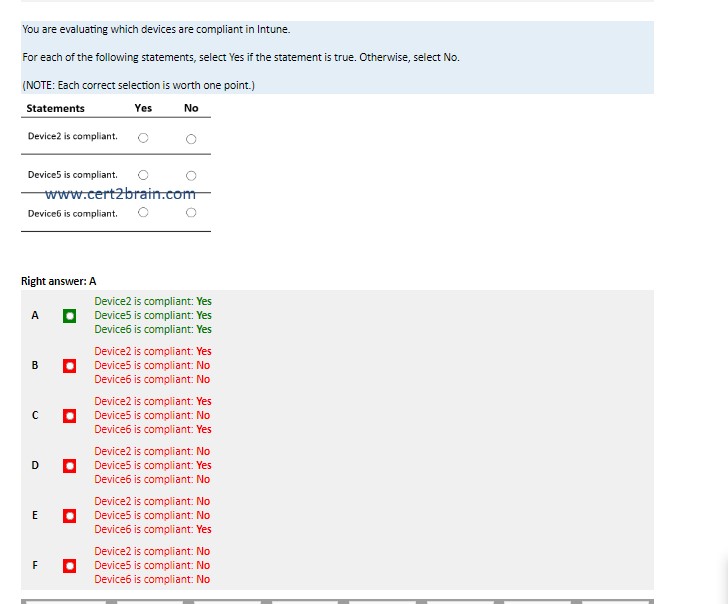 You are evaluating which devices are compliant in Intune.
For each of the following statements, select Yes if the statement is true. Otherwise, select No.
(NOTE: Each correct selection is worth one point.)
Statements Yes No
Device2 is compliant.
Device5 is compliant.
www.cert2brain.com
Device6 is compliant.
Right answer: A
Device2 is compliant: Yes
A Device5 is compliant: Yes
Device6 is compliant: Yes
Device2 is compliant: Yes
B Device5 is compliant: No
Device6 is compliant: No
Device2 is compliant: Yes
C Device5 is compliant: No
Device6 is compliant: Yes
Device2 is compliant: No
D Device5 is compliant: Yes
Device6 is compliant: No
Device2 is compliant: No
E Device5 is compliant: No
Device6 is compliant: Yes
Device2 is compliant: No
F Device5 is compliant: No
Device6 is compliant: No